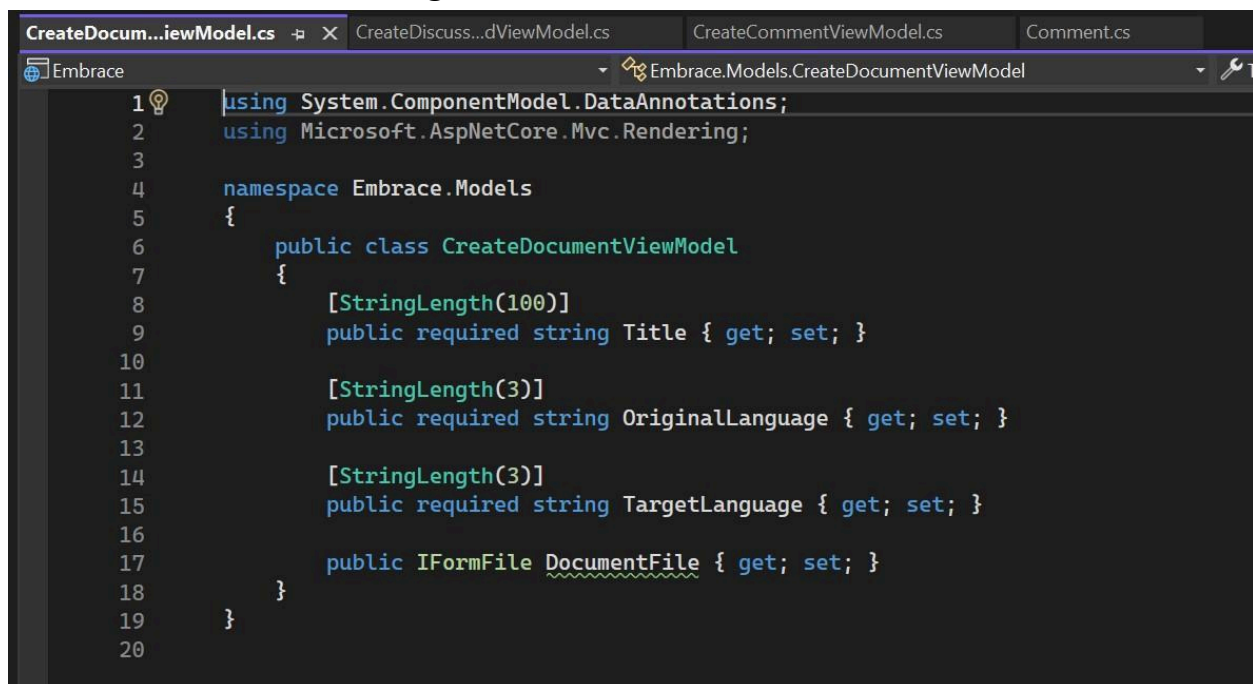 CreateDocum...iewModel.cs CreateDiscuss...dViewModel.cs CreateCommentViewModel.cs Comment.cs
Embrace Embrace.Models.CreateDocumentViewModel
1 using System.ComponentModel.DataAnnotations;
2 using Microsoft.AspNetCore.Mvc.Rendering;
3
4 namespace Embrace.Models
5 {
6 public class CreateDocumentViewModel
7 {
8 [StringLength(100)]
9 public required string Title { get; set; }
10
11 [StringLength(3)]
12 public required string OriginalLanguage { get; set; }
13
14 [StringLength(3)]
15 public required string TargetLanguage { get; set; }
16
17 public IFormFile DocumentFile { get; set; }
18 }
19 }
20